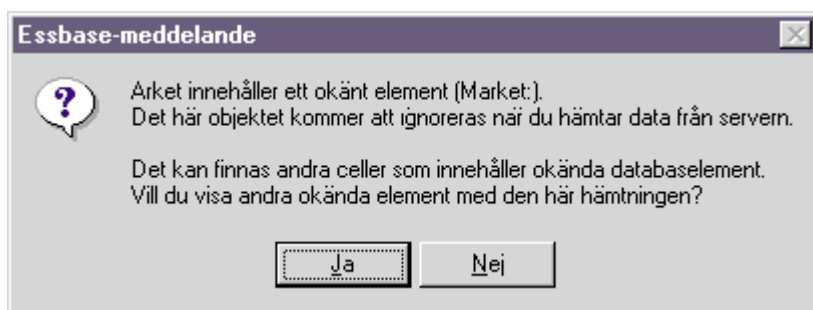 Essbase-meddelande
Arket innehåller ett okänt element (Market:).
Det här objektet kommer att ignoreras när du hämtar data från servern.
Det kan finnas andra celler som innehåller okända databaselement.
Vill du visa andra okända element med den här hämtningen?
Ja
Nej